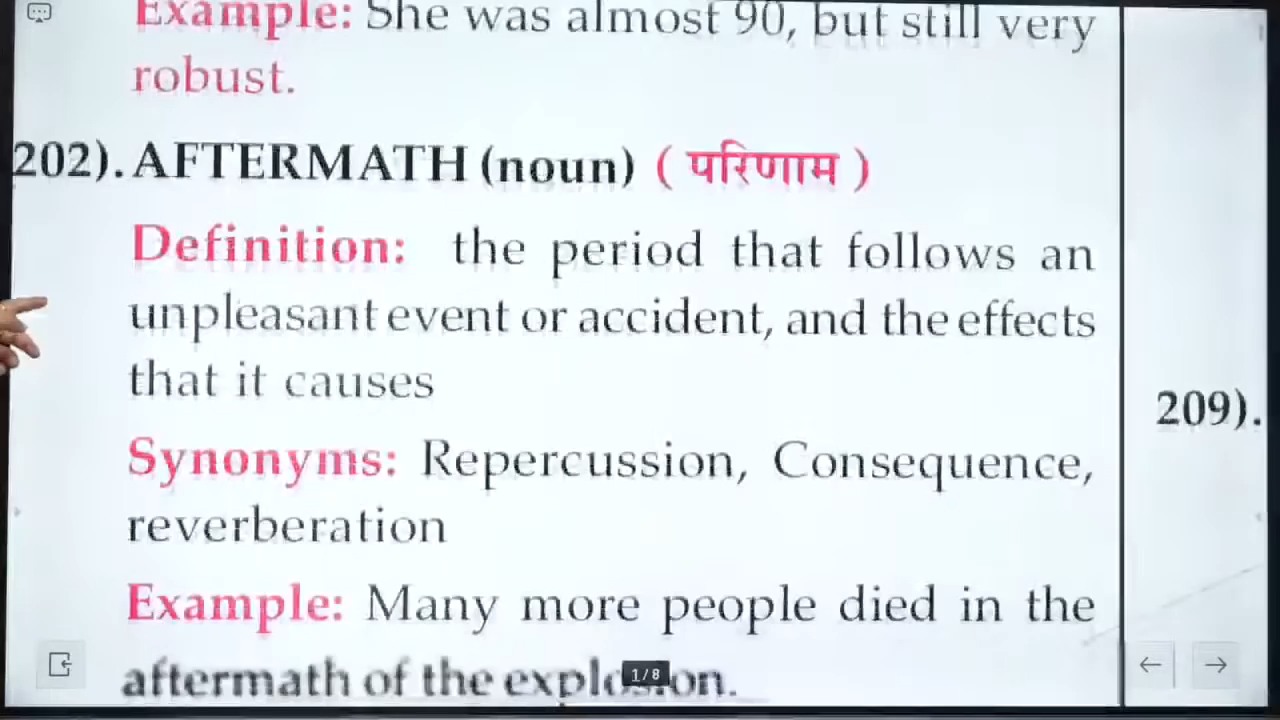 Example: She was almost 90, but still very
robust.
202). AFTERMATH (noun) ( परिणाम )
Definition: the period that follows an
unpleasant event or accident, and the effects
that it causes
Synonyms: Repercussion, Consequence,
reverberation
Example: Many more people died in the
aftermath of the explosion.
1/8
209).